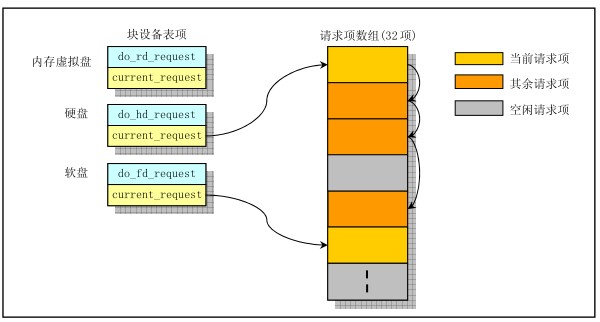 块设备表项
请求项数组(32 项)
内存虚拟盘
do_rd_request
current_request
硬盘
do_hd_request
current_request
软盘
do_fd_request
current_request
当前请求项
其余请求项
空闲请求项